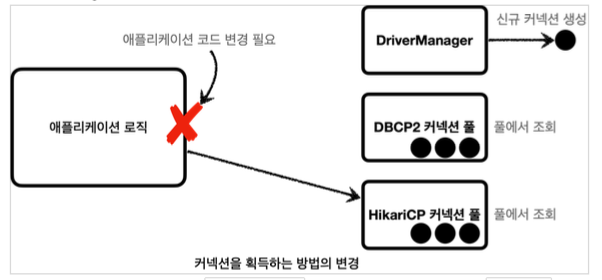 신규 커넥션 생성
애플리케이션 코드 변경 필요
DriverManager
애플리케이션 로직
DBCP2 커넥션 풀
풀에서 조회
HikariCP 커넥션 풀
풀에서 조회
커넥션을 획득하는 방법의 변경